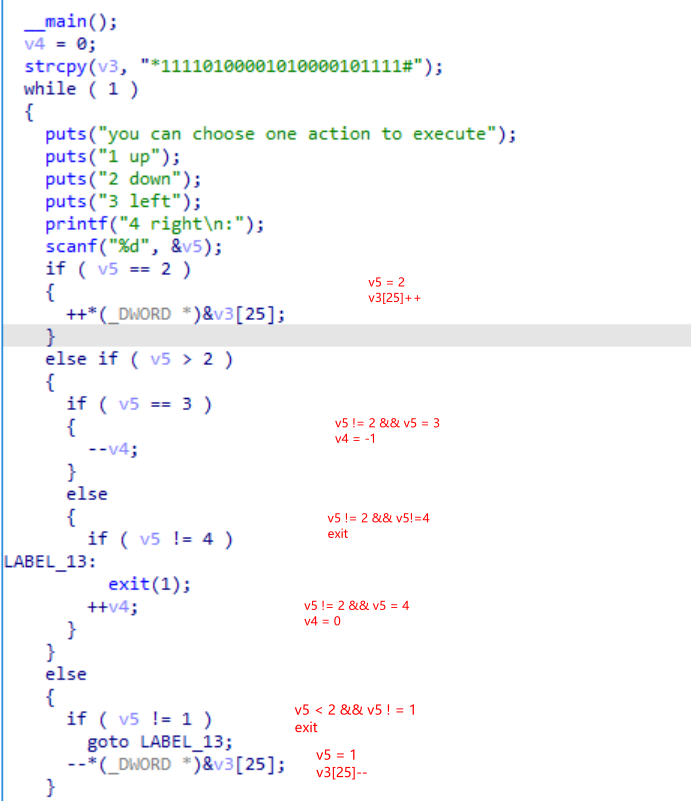 __main();
v4 = 0;
strcpy(v3, "*11110100001010000101111#");
while ( 1 )
{
puts("you can choose one action to execute");
puts("1 up");
puts("2 down");
puts("3 left");
printf("4 right\n:");
scanf("%d", &v5);
if ( v5 == 2 )
v5 = 2
{
v3[25]++
++*(_DWORD *)&v3[25];
}
else if ( v5 > 2 )
{
if ( v5 == 3 )
{
v5 != 2 && v5 = 3
v4 = -1
--v4;
}
else
{
v5 != 2 && v5!=4
exit
if ( v5 != 4 )
LABEL_13:
exit(1);
++v4;
v5 != 2 && v5 = 4
v4 = 0
}
}
else
{
v5 < 2 && v5 ! = 1
if ( v5 != 1 )
exit
goto LABEL_13;
v5 = 1
--*(_DWORD *)&v3[25];
v3[25]--
}